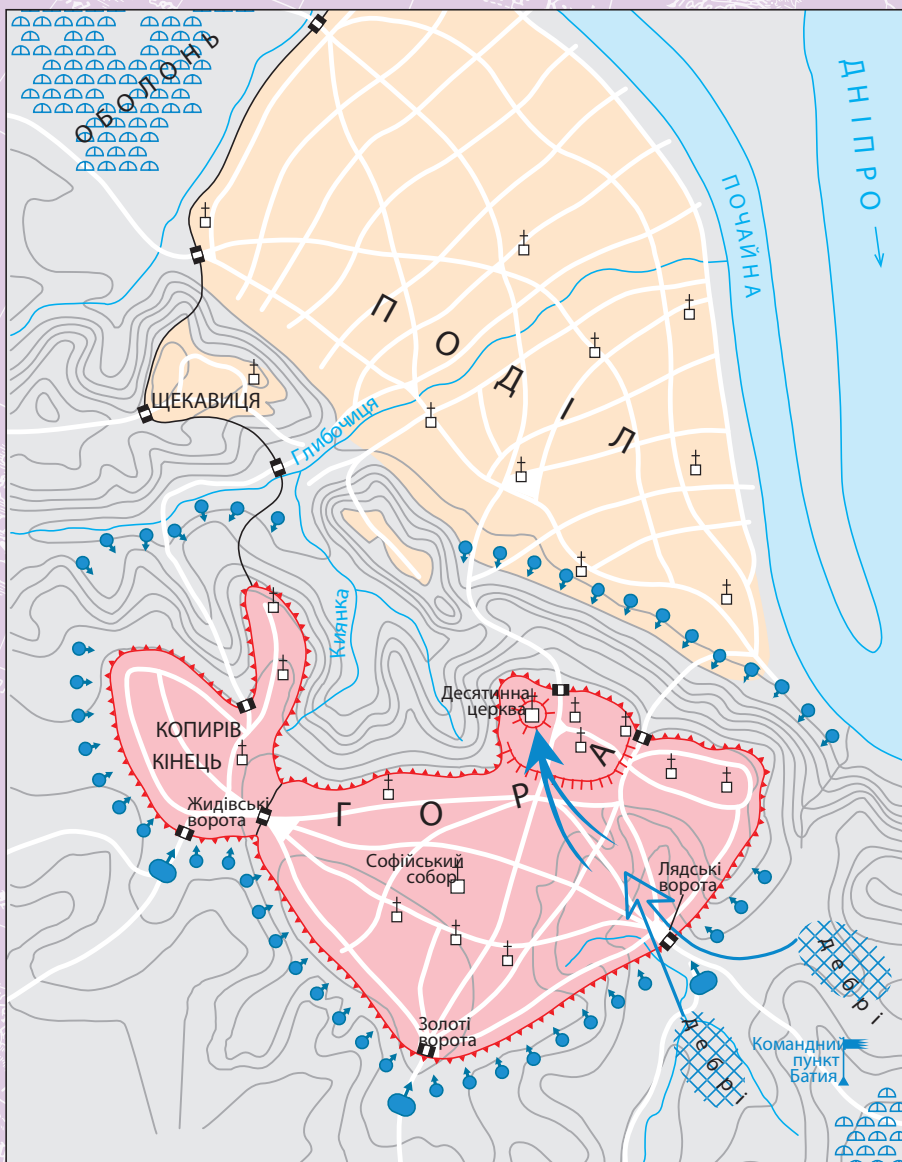 ОБОЛОНЬ
ДНІПРО
ПОЧАЙНА
ПОДІЛ
ЩЕКАВИЦЯ
Глибочиця
Киянка
Десятинна
церква
КОПИРІВ
КІНЕЦЬ
Жидівські
ворота
ГОРА
Софійський
собор
Лядські
ворота
дебрі
дебрі
Золоті
ворота
Командний
пункт
Батия